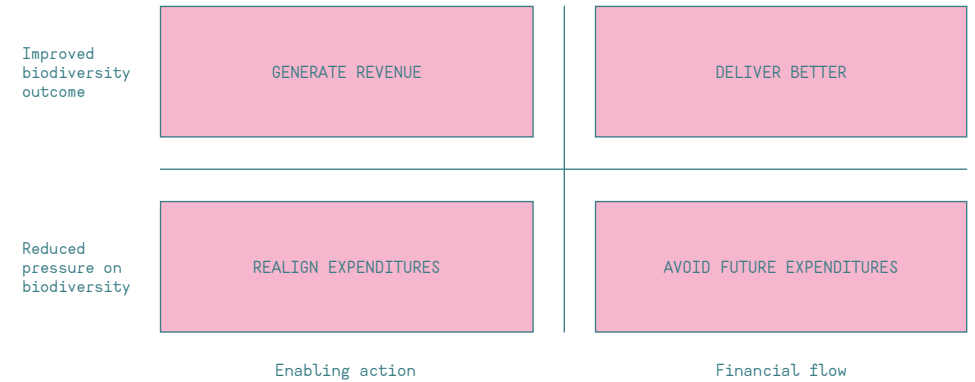 Improved
biodiversity
outcome
GENERATE REVENUE
DELIVER BETTER
Reduced
pressure on
biodiversity
REALIGN EXPENDITURES
AVOID FUTURE EXPENDITURES
Enabling action
Financial flow